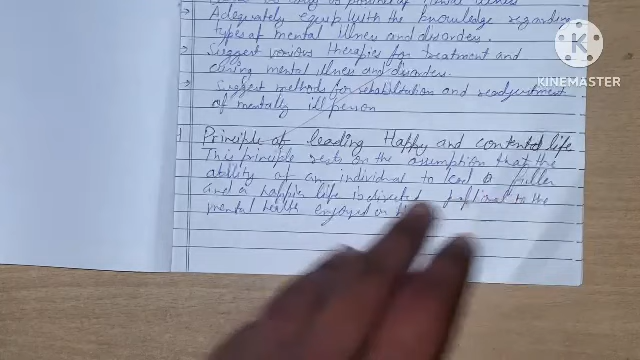 Adequately equip with the knowledge regarding
types of mental illness and disorders.
Suggest various therapies for treatment and
curing mental illness and disorders.
Suggest methods for rehabilitation and readjustment
of mentally ill person
Principle of leading Happy and contented life
This principle rests on the assumption that the
ability of an individual to lead a fuller
and a happier life is directed to the
mental health enjoyed
KINEMASTER